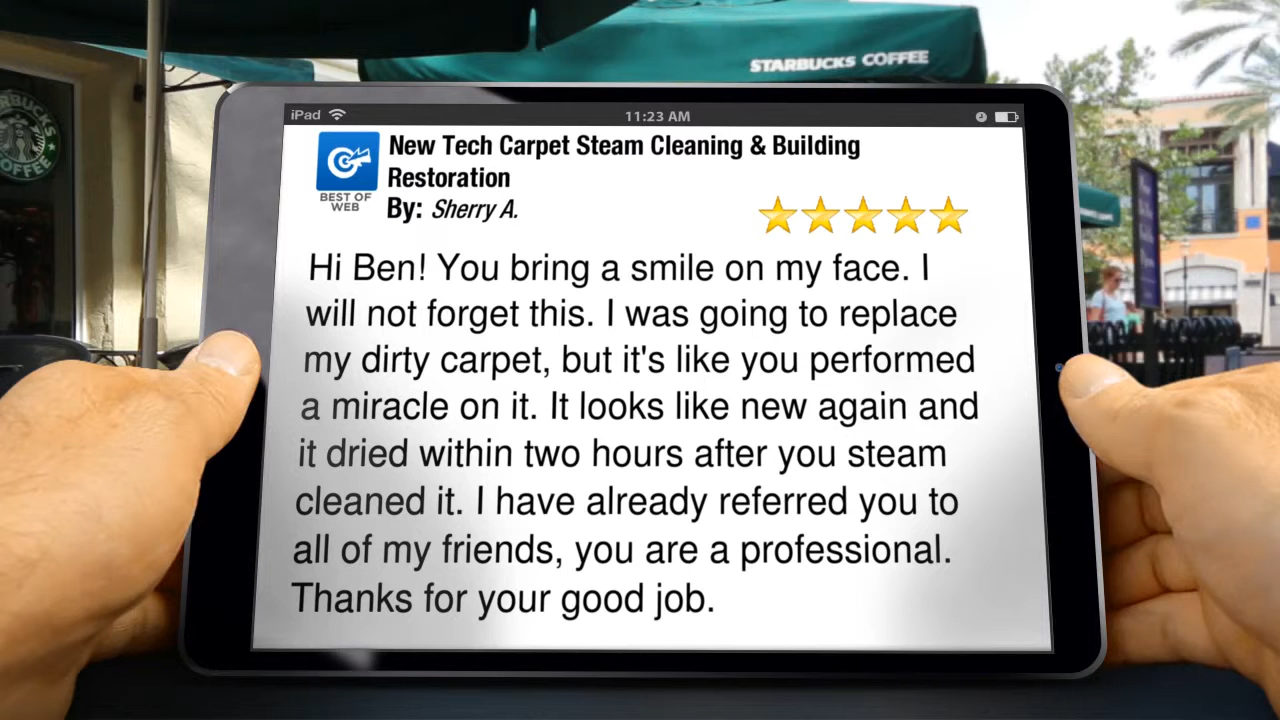 STARBUCKS COFFEE
iPad
11:23 AM
New Tech Carpet Steam Cleaning & Building
Restoration
BEST OF
WEB
By: Sherry A.
Hi Ben! You bring a smile on my face. I
will not forget this. I was going to replace
my dirty carpet, but it's like you performed
a miracle on it. It looks like new again and
it dried within two hours after you steam
cleaned it. I have already referred you to
all of my friends, you are a professional.
Thanks for your good job.
RBUCKS
OFFEE